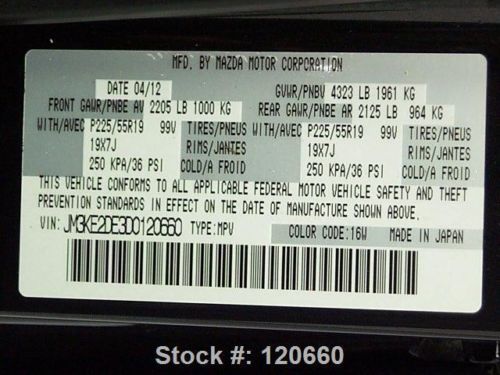 MFD. BY MAZDA MOTOR CORPORATION
DATE 04/12 GVWR/PNBV 4323 LB 1961 KG
FRONT GAWR/PNBE AV 2205 LB 1000 KG REAR GAWR/PNBE AR 2125 LB 964 KG
WITH/AVEC P225/55R19 99V TIRES/PNEUS WITH/AVEC P225/55R19 99V TIRES/PNEUS
19X7J RIMS/JANTES 19X7J RIMS/JANTES
250 KPA/36 PSI COLD/A FROID 250 KPA/36 PSI COLD/A FROID
THIS VEHICLE CONFORMS TO ALL APPLICABLE FEDERAL MOTOR VEHICLE SAFETY AND THEFT
PREVENTION STANDARDS IN EFFECT ON THE DATE OF MANUFACTURE SHOWN ABOVE.
VIN: JM3KE2DE3D0120660 TYPE:MPV COLOR CODE:16W MADE IN JAPAN
Stock #: 120660